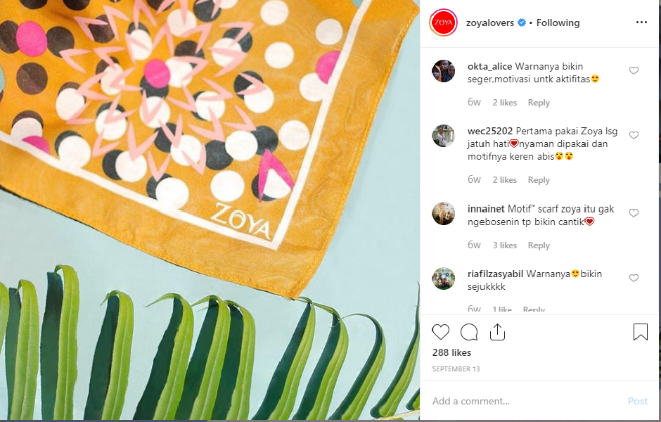 ZOYA
zoyalovers • Following
okta_alice Warnanya bikin
seger,motivasi untk aktifitas😍
6w 2 likes Reply
wec25202 Pertama pakai Zoya lsg
jatuh hati💝nyaman dipakai dan
motifnya keren abis😍😍
6w 2 likes Reply
innainet Motif" scarf zoya itu gak
ngebosenin tp bikin cantik💝
6w 3 likes Reply
riafilzasyabil Warnanya😍bikin
sejukkkk
6w 1 like Reply
288 likes
SEPTEMBER 13
Add a comment... Post
ZOYA
ZOYA